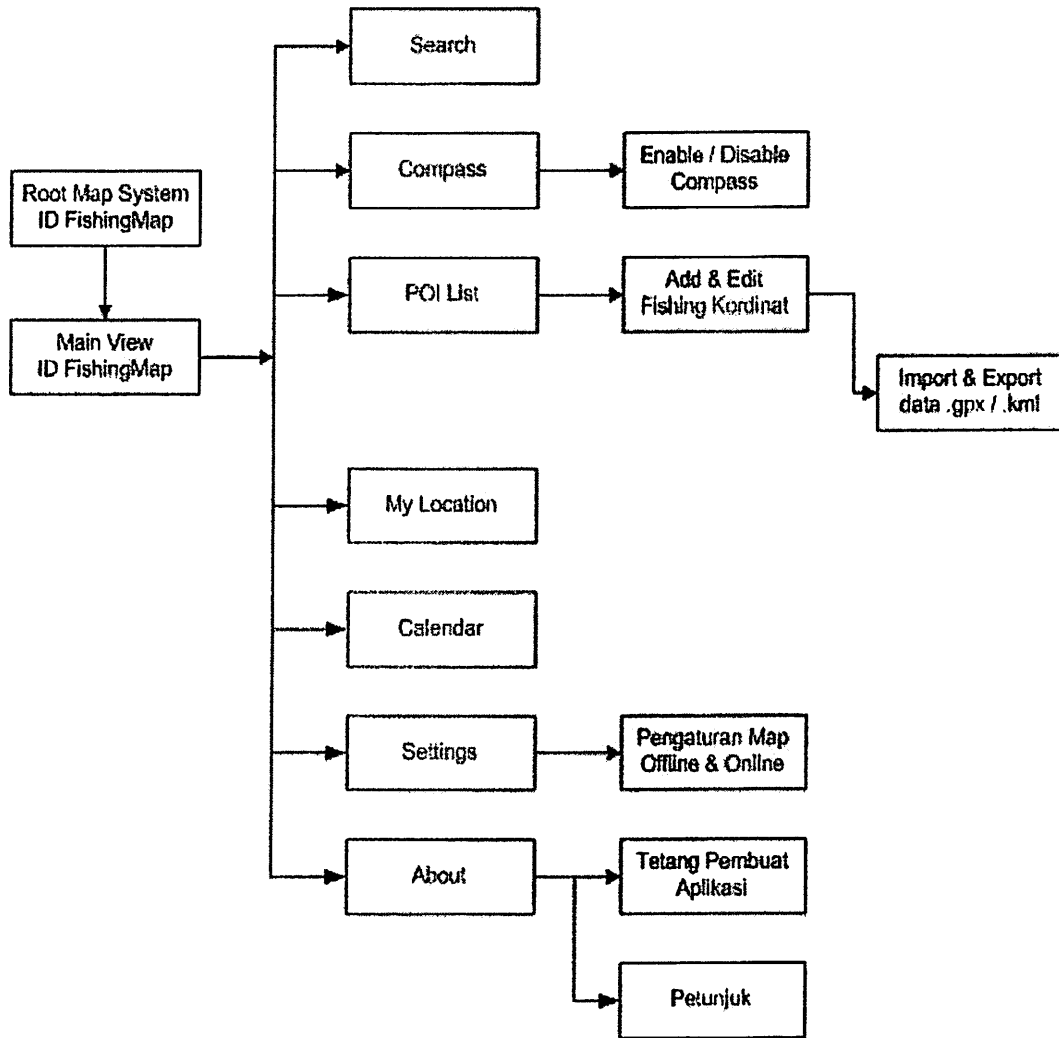 Search
Compass
Enable / Disable
Compass
Root Map System
ID FishingMap
POI List
Add & Edit
Fishing Kordinat
Main View
ID FishingMap
Import & Export
data .gpx / .kml
My Location
Calendar
Settings
Pengaturan Map
Offline & Online
About
Tetang Pembuat
Aplikasi
Petunjuk